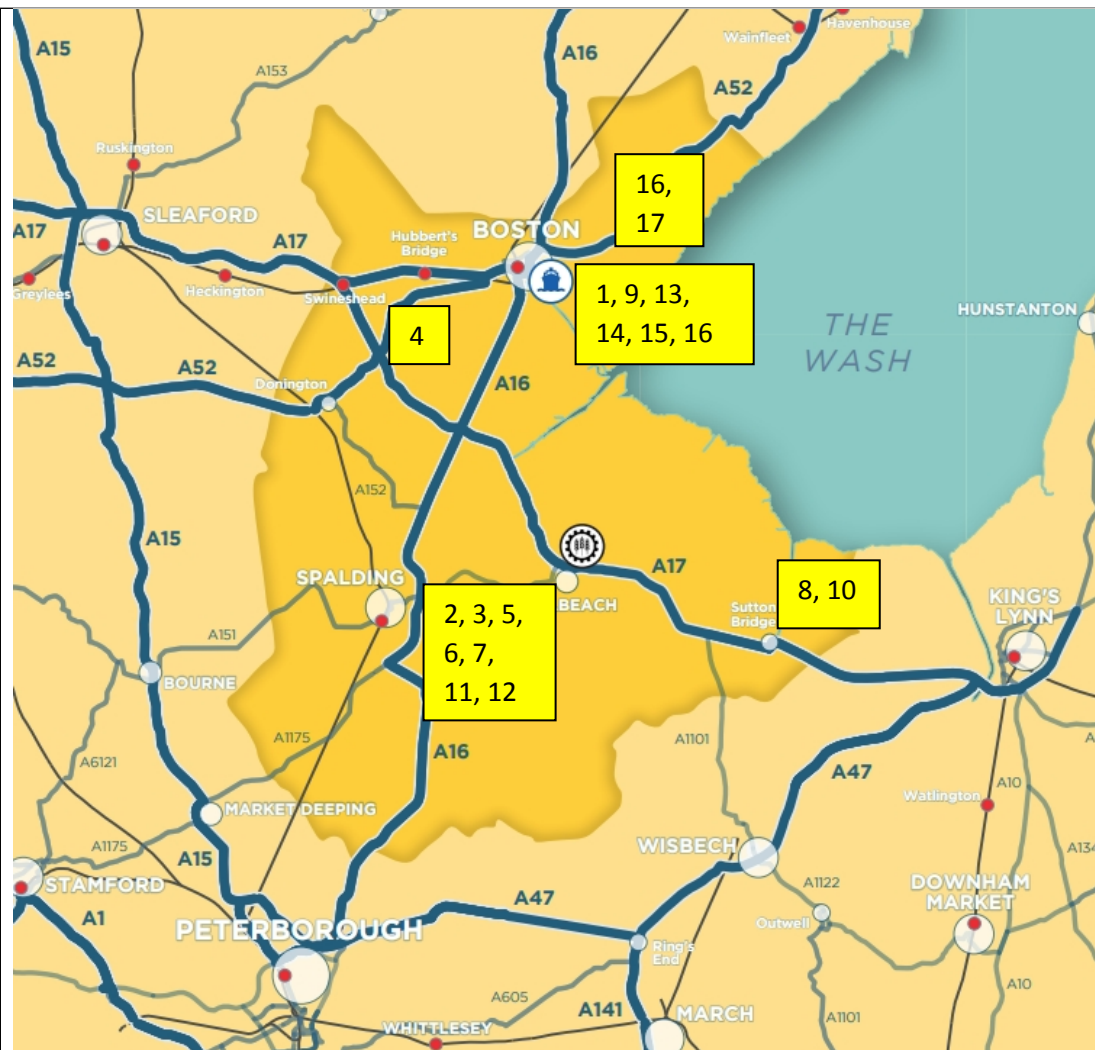 A15
A16
Wainfleet
Havenhouse
A153
A52
Ruskington
SLEAFORD
16,
17
A17
A17
Hubbert's
Bridge
BOSTON
Greylees
Heckington
Swineshead
1, 9, 13,
14, 15, 16
HUNSTANTON
4
THE
WASH
A52
A52
Donington
A16
A152
A15
SPALDING
A17
BEACH
8, 10
2, 3, 5,
6, 7,
11, 12
Sutton
Bridge
KING'S
LYNN
A151
BOURNE
A1175
A16
A1101
A47
A10
A6121
Watlington
MARKET DEEPING
A1175
A15
WISBECH
A134
STAMFORD
A1
A47
A1122
DOWNHAM
MARKET
PETERBOROUGH
Outwell
Ring's
End
A605
A141
MARCH
A10
A1101
WHITTLESEY